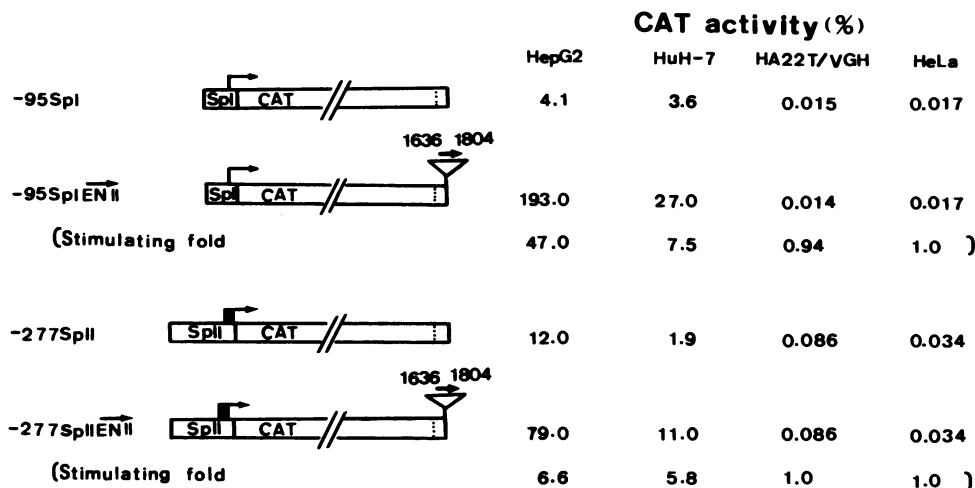 CAT activity (%)
HepG2 HuH-7 HA22T/VGH HeLa
-95SpI SpI CAT 4.1 3.6 0.015 0.017
1636 1804
-95SpIENII SpI CAT 193.0 27.0 0.014 0.017
(Stimulating fold 47.0 7.5 0.94 1.0 )
-277SpII SpII CAT 12.0 1.9 0.086 0.034
1636 1804
-277SpIIENII SpII CAT 79.0 11.0 0.086 0.034
(Stimulating fold 6.6 5.8 1.0 1.0 )